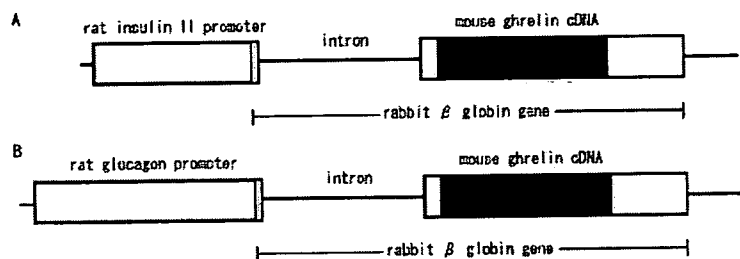 A
rat insulin II promoter
intron
mouse ghrelin cDNA
rabbit β globin gene
B
rat glucagon promoter
intron
mouse ghrelin cDNA
rabbit β globin gene